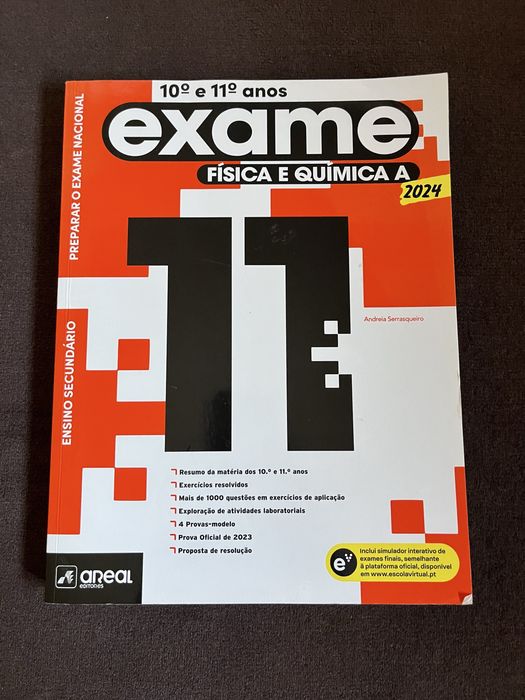 10º e 11º anos
exame
FÍSICA E QUÍMICA A
2024
PREPARAR O EXAME NACIONAL
ENSINO SECUNDÁRIO
11
Andreia Serrasqueiro
Resumo da matéria dos 10.º e 11.º anos
Exercícios resolvidos
Mais de 1000 questões em exercícios de aplicação
Exploração de atividades laboratoriais
4 Provas-modelo
Prova Oficial de 2023
Proposta de resolução
areal
editores
e
Inclui simulador interativo de
exames finais, semelhante
à plataforma oficial, disponível
em www.escolavirtual.pt